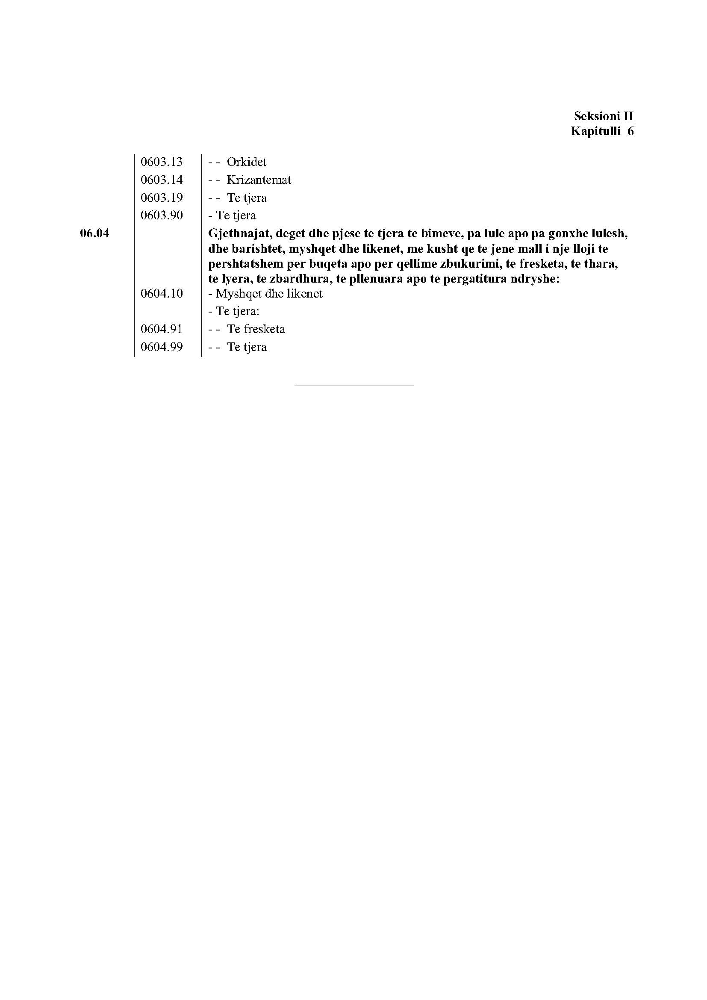 Seksioni II
Kapitulli  6
0603.13 - -  Orkidet
0603.14 - -  Krizantemat
0603.19 - -  Te tjera
0603.90 - Te tjera
06.04 Gjethnajat, deget dhe pjese te tjera te bimeve, pa lule apo pa gonxhe lulesh,
dhe barishtet, myshqet dhe likenet, me kusht qe te jene mall i nje lloji te
pershtatshem per buqeta apo per qellime zbukurimi, te fresketa, te thara,
te lyera, te zbardhura, te pllenuara apo te pergatitura ndryshe:
0604.10 - Myshqet dhe likenet
- Te tjera:
0604.91 - -  Te fresketa
0604.99 - -  Te tjera